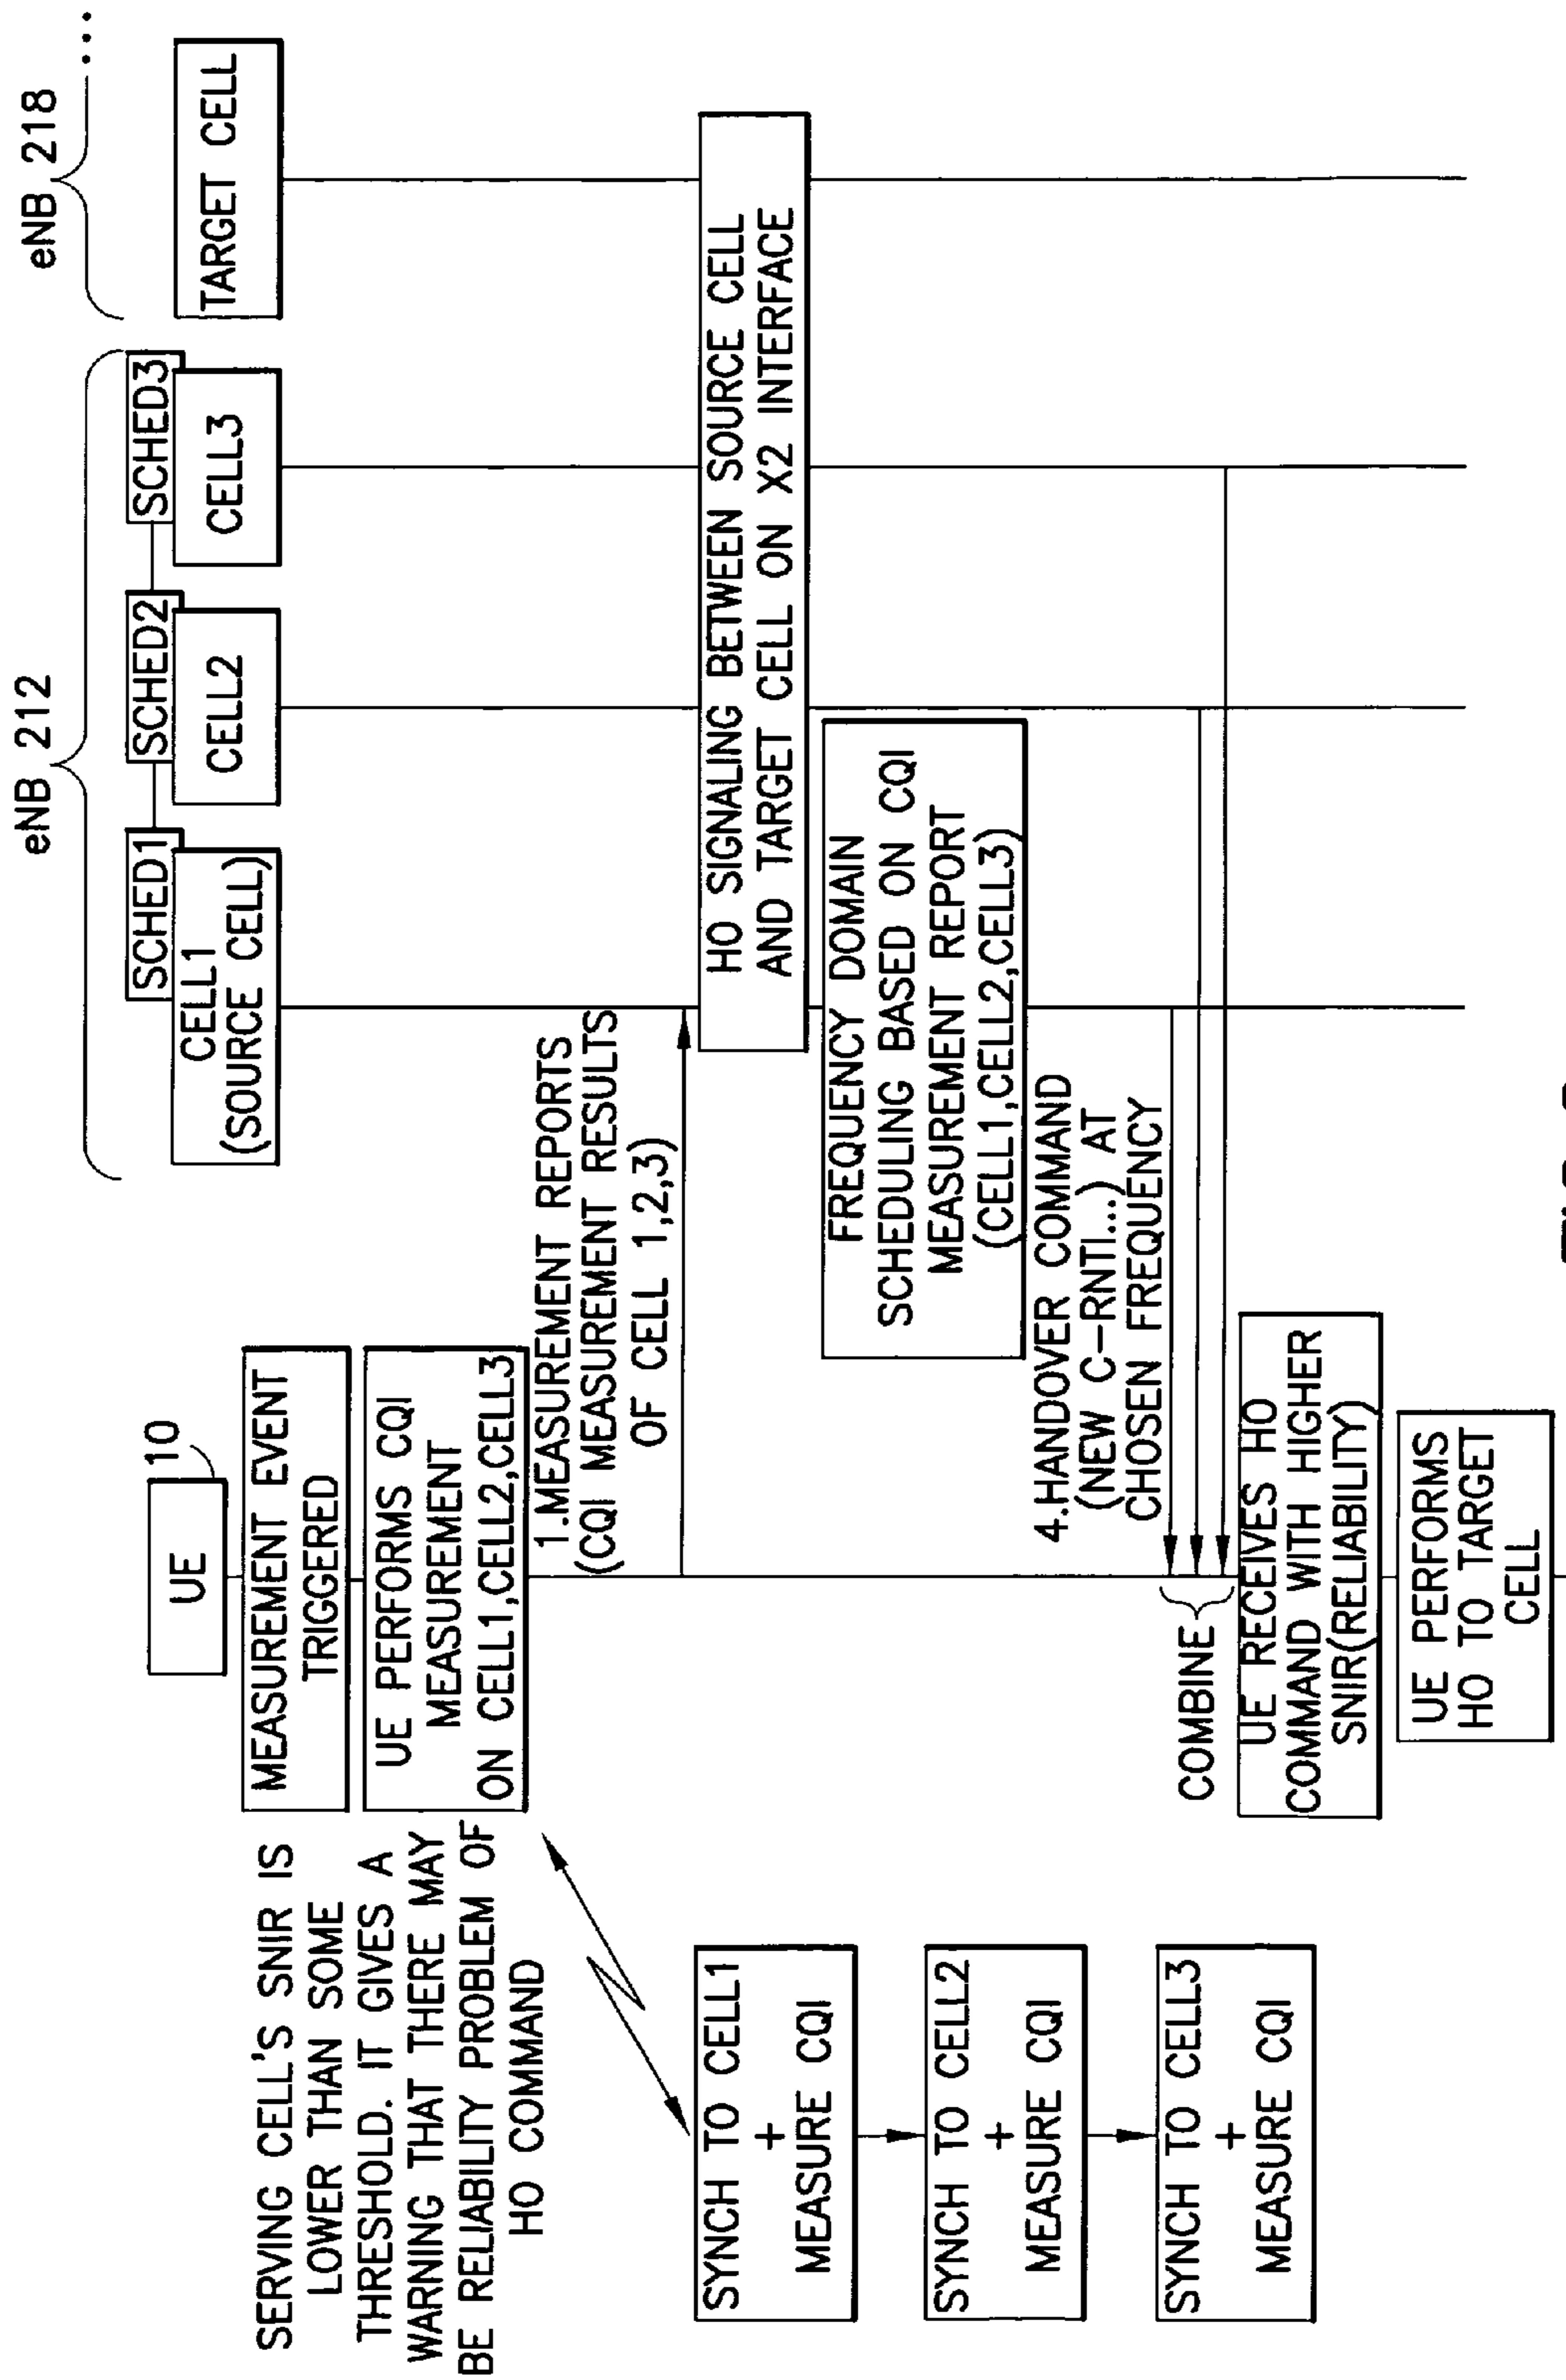 eNB 212
eNB 218
...
UE
10
SCHED1
CELL1
(SOURCE CELL)
SCHED2
CELL2
SCHED3
CELL3
TARGET CELL
SERVING CELL'S SNIR IS
LOWER THAN SOME
THRESHOLD. IT GIVES A
WARNING THAT THERE MAY
BE RELIABILITY PROBLEM OF
HO COMMAND
MEASUREMENT EVENT
TRIGGERED
UE PERFORMS CQI
MEASUREMENT
ON CELL1,CELL2,CELL3
1.MEASUREMENT REPORTS
(CQI MEASUREMENT RESULTS
OF CELL 1,2,3)
SYNCH TO CELL1
+
MEASURE CQI
SYNCH TO CELL2
+
MEASURE CQI
SYNCH TO CELL3
+
MEASURE CQI
HO SIGNALING BETWEEN SOURCE CELL
AND TARGET CELL ON X2 INTERFACE
FREQUENCY DOMAIN
SCHEDULING BASED ON CQI
MEASUREMENT REPORT
(CELL1,CELL2,CELL3)
4.HANDOVER COMMAND
(NEW C-RNTI...) AT
CHOSEN FREQUENCY
COMBINE
UE RECEIVES HO
COMMAND WITH HIGHER
SNIR(RELIABILITY)
UE PERFORMS
HO TO TARGET
CELL